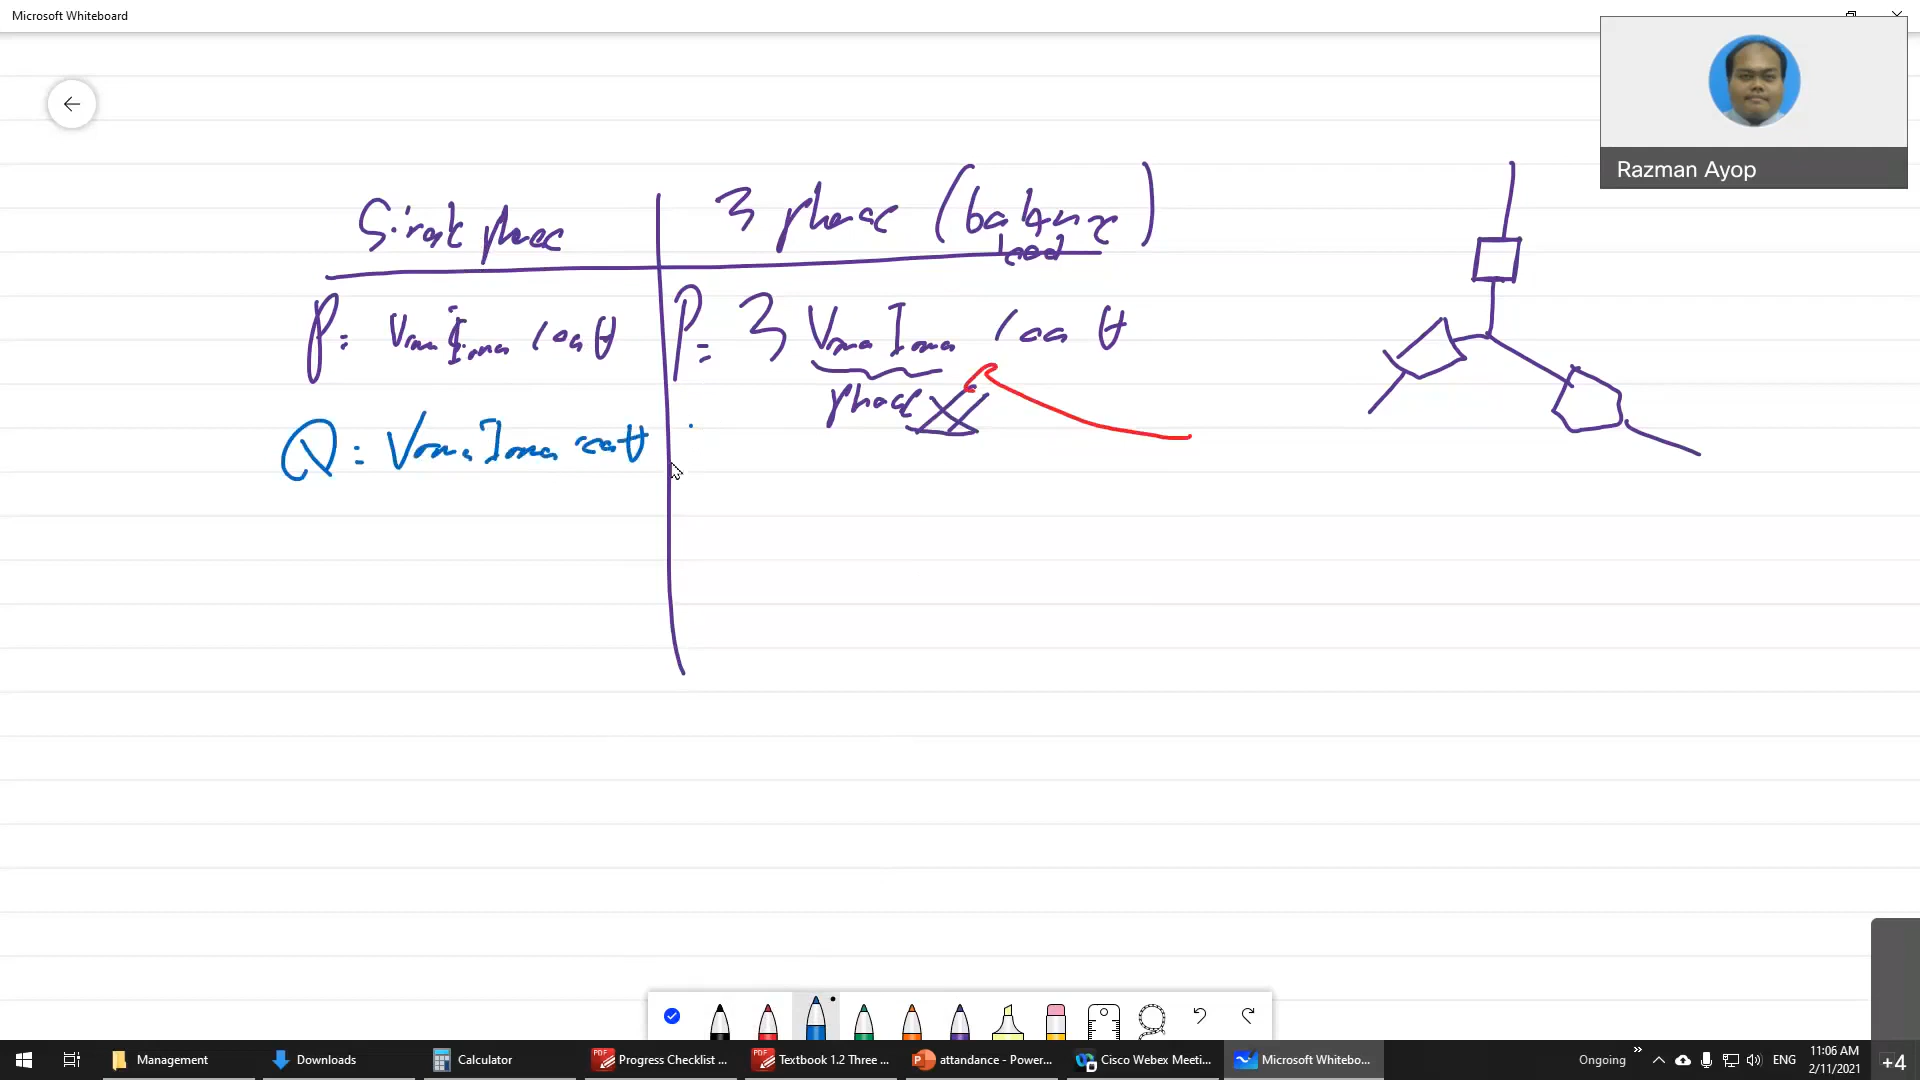 Microsoft Whiteboard
Razman Ayop
Single phase
3 phase (balance load)
P = Vrms Irms cos θ
P = 3 Vrms Irms cos θ
phase
Q = Vrms Irms cos θ
Management
Downloads
Calculator
Progress Checklist ...
Textbook 1.2 Three ...
attandance - Power...
Cisco Webex Meeti...
Microsoft Whitebo...
Ongoing
ENG
11:06 AM
2/11/2021
+4